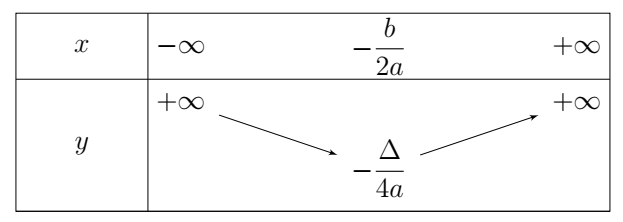 x −∞ −b/2a +∞
y +∞ −Δ/4a +∞